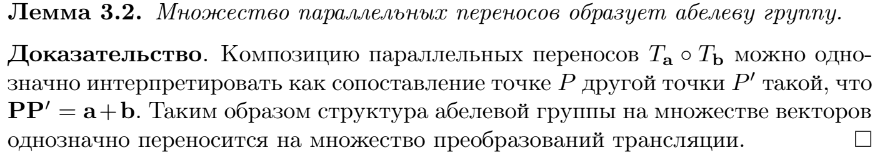 Лемма 3.2. Множество параллельных переносов образует абелеву группу.
Доказательство. Композицию параллельных переносов Tₐ ∘ T_b можно одно-
значно интерпретировать как сопоставление точке P другой точки P′ такой, что
PP′ = a+b. Таким образом структура абелевой группы на множестве векторов
однозначно переносится на множество преобразований трансляции. □